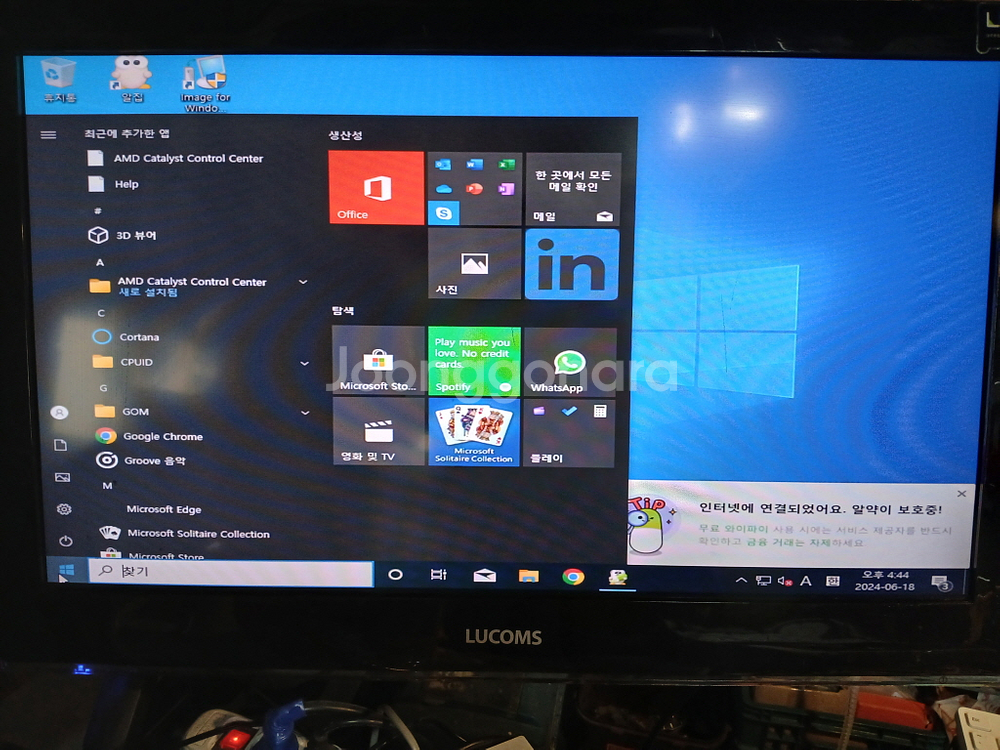 휴지통
알집
Image for
Windo...
최근에 추가한 앱
AMD Catalyst Control Center
Help
#
3D 뷰어
A
AMD Catalyst Control Center
새로 설치됨
C
Cortana
CPUID
G
GOM
Google Chrome
Groove 음악
M
Microsoft Edge
Microsoft Solitaire Collection
Microsoft Store
생산성
Office
한 곳에서 모든
메일 확인
메일
사진
in
탐색
Microsoft Sto...
Play music you
love. No credit
cards.
Spotify
WhatsApp
영화 및 TV
Microsoft
Solitaire Collection
플레이
Joonggonara
Tip
인터넷에 연결되었어요. 알약이 보호중!
무료 와이파이 사용 시에는 서비스 제공자를 반드시
확인하고 금융 거래는 자제하세요
찾기
A
한
오후 4:44
2024-06-18
3
LUCOMS